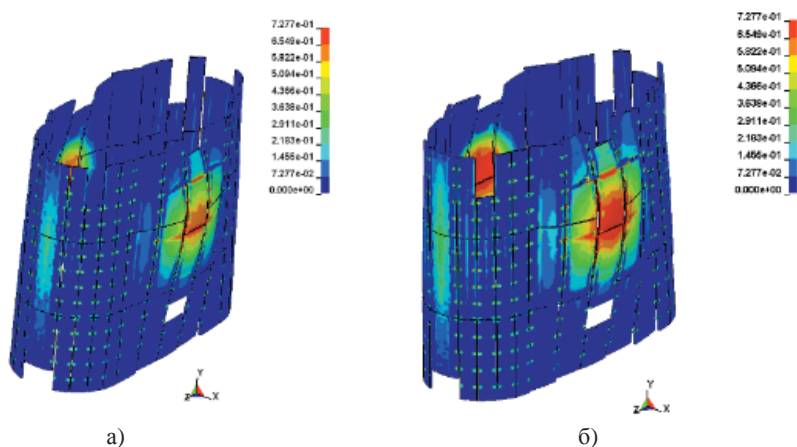 7.277e-01
6.549e-01
5.822e-01
5.094e-01
4.366e-01
3.638e-01
2.911e-01
2.183e-01
1.455e-01
7.277e-02
0.000e+00
Y
Z X
а)
7.277e-01
6.549e-01
5.822e-01
5.094e-01
4.366e-01
3.638e-01
2.911e-01
2.183e-01
1.455e-01
7.277e-02
0.000e+00
Y
Z X
б)